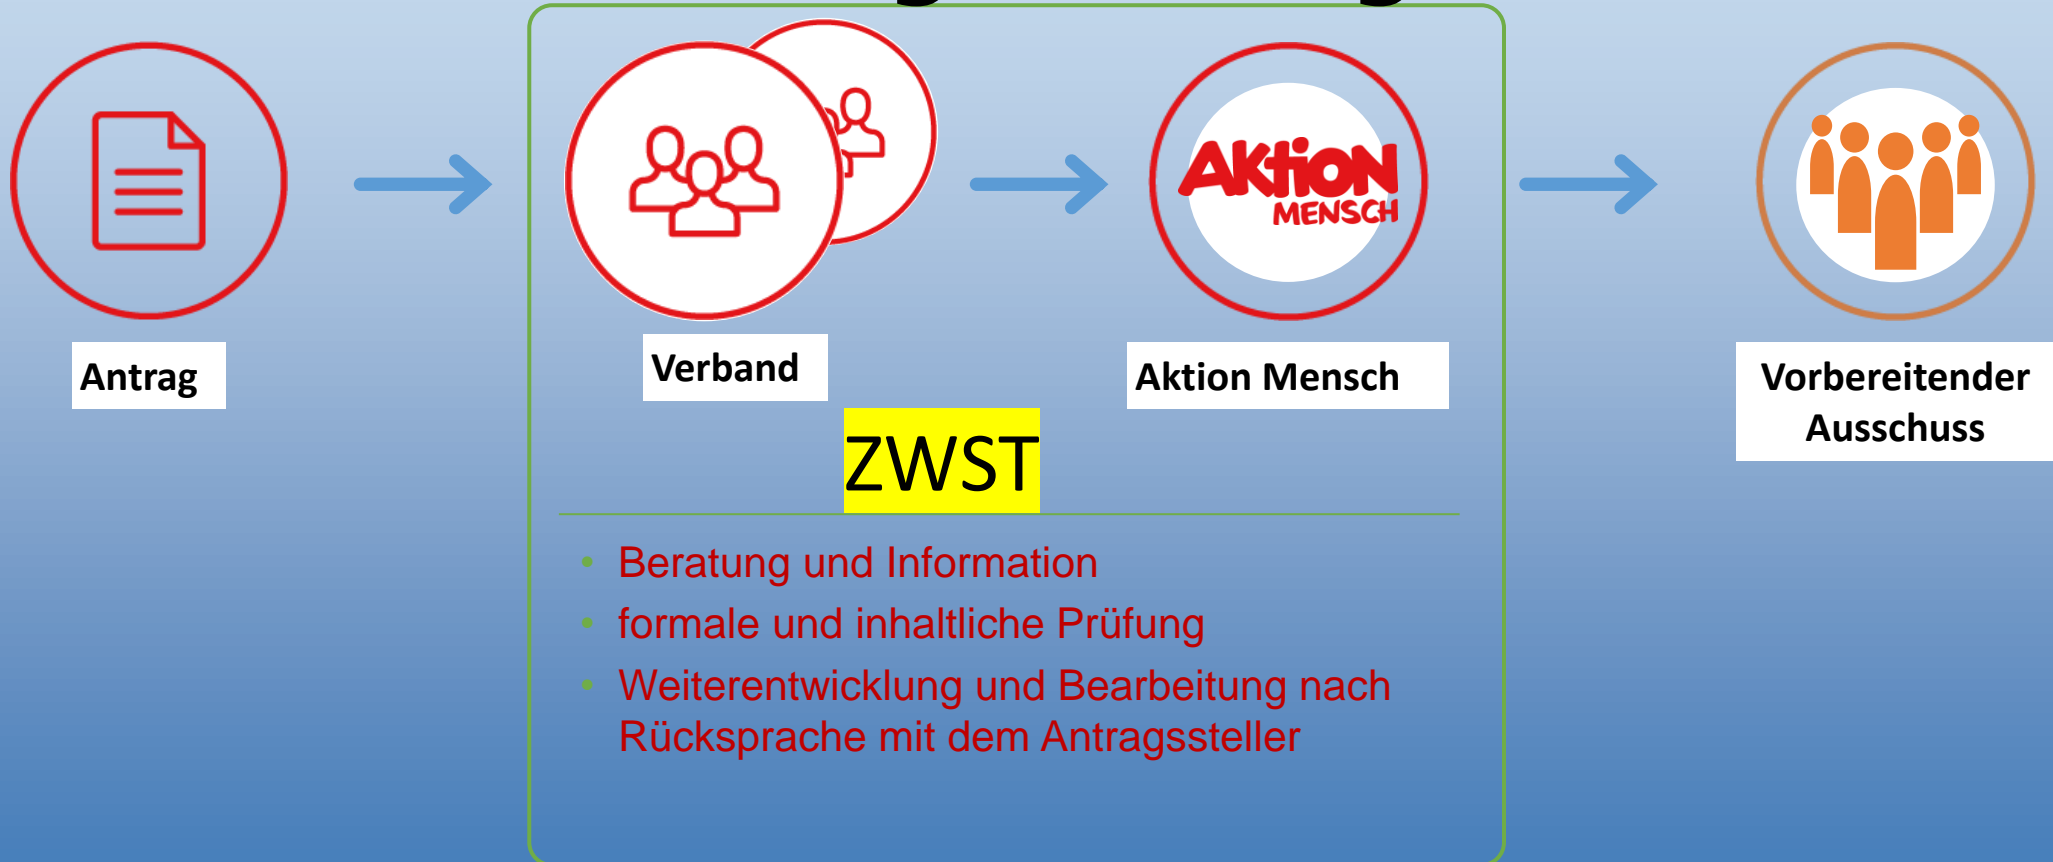 AKtiON
MENSCH
Antrag
Verband
Aktion Mensch
Vorbereitender
Ausschuss
ZWST
• Beratung und Information
• formale und inhaltliche Prüfung
• Weiterentwicklung und Bearbeitung nach
Rücksprache mit dem Antragssteller